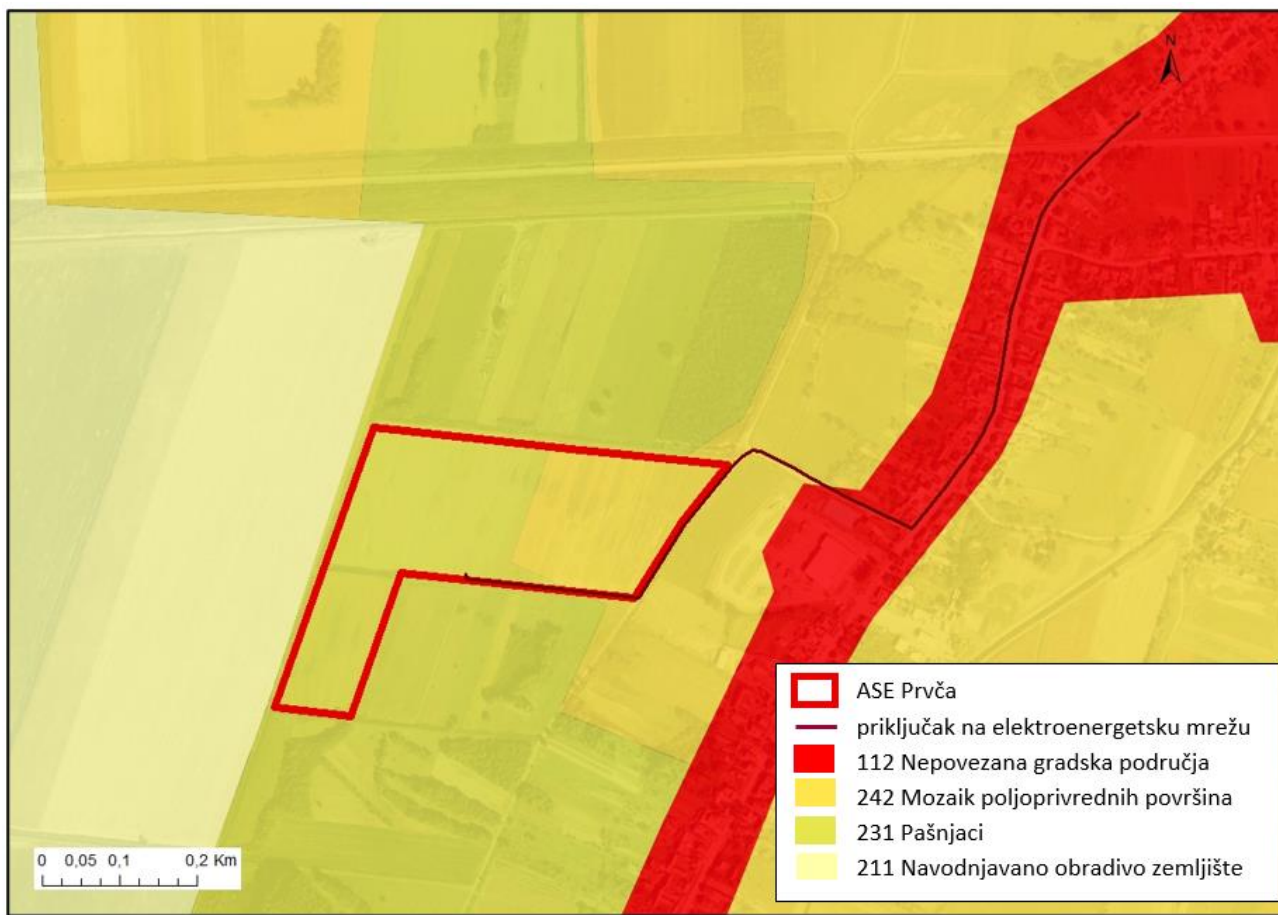 N
ASE Prvča
priključak na elektroenergetsku mrežu
112 Nepovezana gradska područja
242 Mozaik poljoprivrednih površina
231 Pašnjaci
211 Navodnjavano obradivo zemljište
0 0,05 0,1 0,2 Km